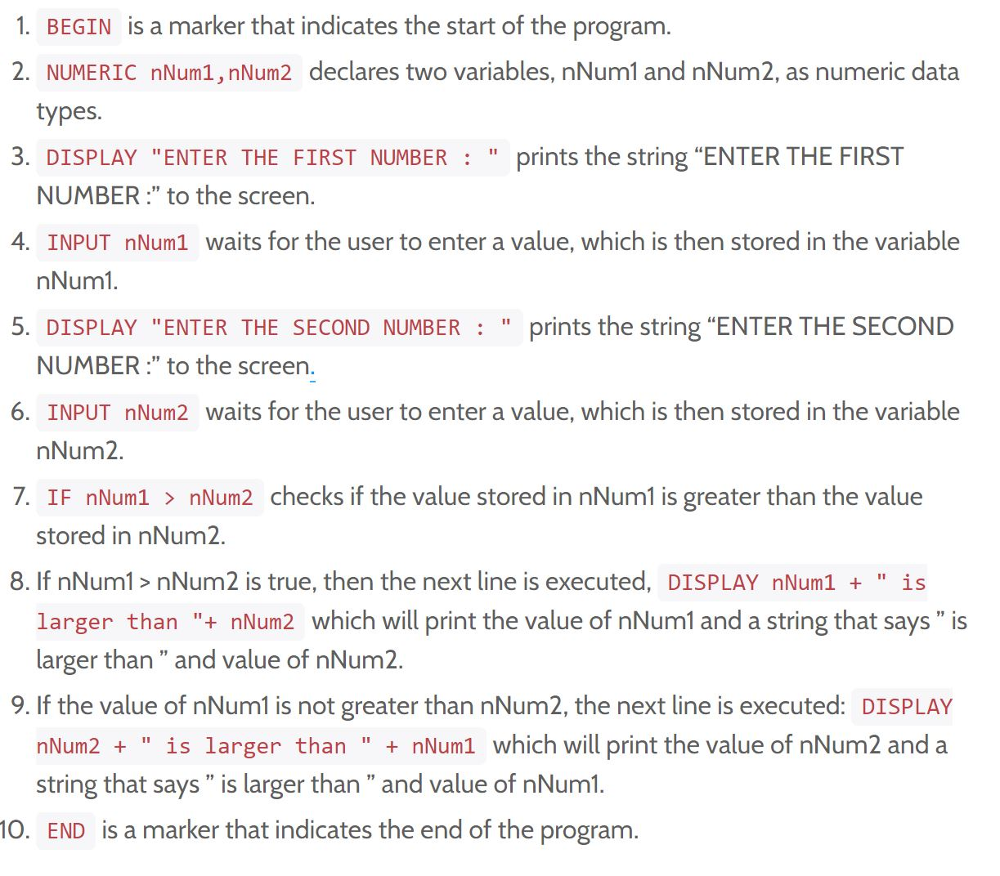 1. BEGIN is a marker that indicates the start of the program.
2. NUMERIC nNum1,nNum2 declares two variables, nNum1 and nNum2, as numeric data
types.
3. DISPLAY "ENTER THE FIRST NUMBER : " prints the string “ENTER THE FIRST
NUMBER :” to the screen.
4. INPUT nNum1 waits for the user to enter a value, which is then stored in the variable
nNum1.
5. DISPLAY "ENTER THE SECOND NUMBER : " prints the string “ENTER THE SECOND
NUMBER :” to the screen.
6. INPUT nNum2 waits for the user to enter a value, which is then stored in the variable
nNum2.
7. IF nNum1 > nNum2 checks if the value stored in nNum1 is greater than the value
stored in nNum2.
8. If nNum1 > nNum2 is true, then the next line is executed, DISPLAY nNum1 + " is
larger than "+ nNum2 which will print the value of nNum1 and a string that says ” is
larger than ” and value of nNum2.
9. If the value of nNum1 is not greater than nNum2, the next line is executed: DISPLAY
nNum2 + " is larger than " + nNum1 which will print the value of nNum2 and a
string that says ” is larger than ” and value of nNum1.
10. END is a marker that indicates the end of the program.